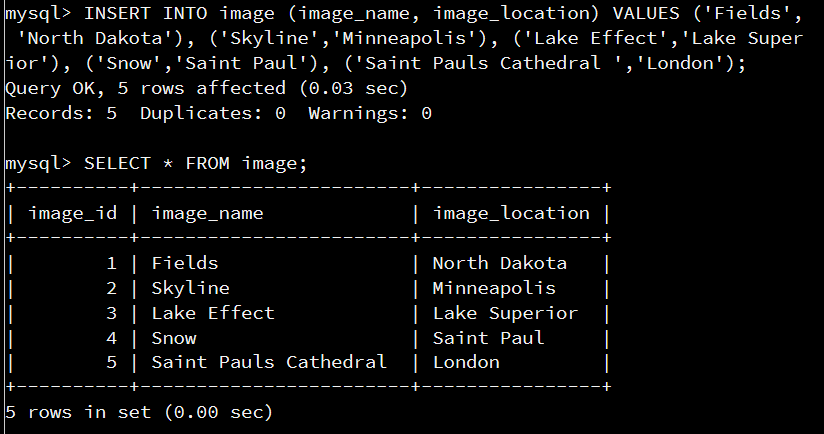 mysql> INSERT INTO image (image_name, image_location) VALUES ('Fields',
 'North Dakota'), ('Skyline','Minneapolis'), ('Lake Effect','Lake Super
ior'), ('Snow','Saint Paul'), ('Saint Pauls Cathedral ','London');
Query OK, 5 rows affected (0.03 sec)
Records: 5  Duplicates: 0  Warnings: 0

mysql> SELECT * FROM image;
+----------+------------------------+----------------+
| image_id | image_name             | image_location |
+----------+------------------------+----------------+
|        1 | Fields                 | North Dakota   |
|        2 | Skyline                | Minneapolis    |
|        3 | Lake Effect            | Lake Superior  |
|        4 | Snow                   | Saint Paul     |
|        5 | Saint Pauls Cathedral  | London         |
+----------+------------------------+----------------+
5 rows in set (0.00 sec)